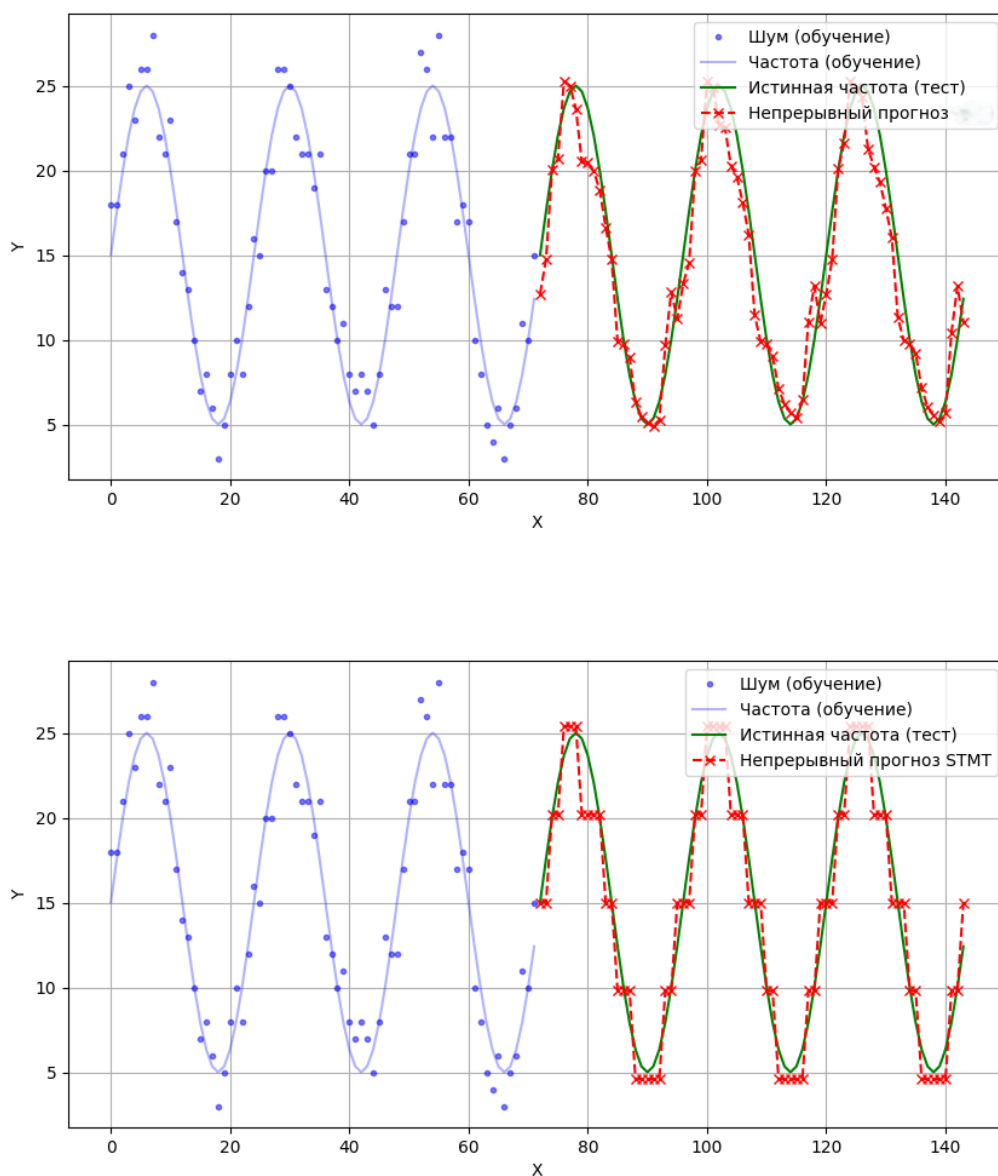 Шум (обучение)
Частота (обучение)
Истинная частота (тест)
Непрерывный прогноз
Y
25
20
15
10
5
0 20 40 60 80 100 120 140
X
Шум (обучение)
Частота (обучение)
Истинная частота (тест)
Непрерывный прогноз STMT
Y
25
20
15
10
5
0 20 40 60 80 100 120 140
X